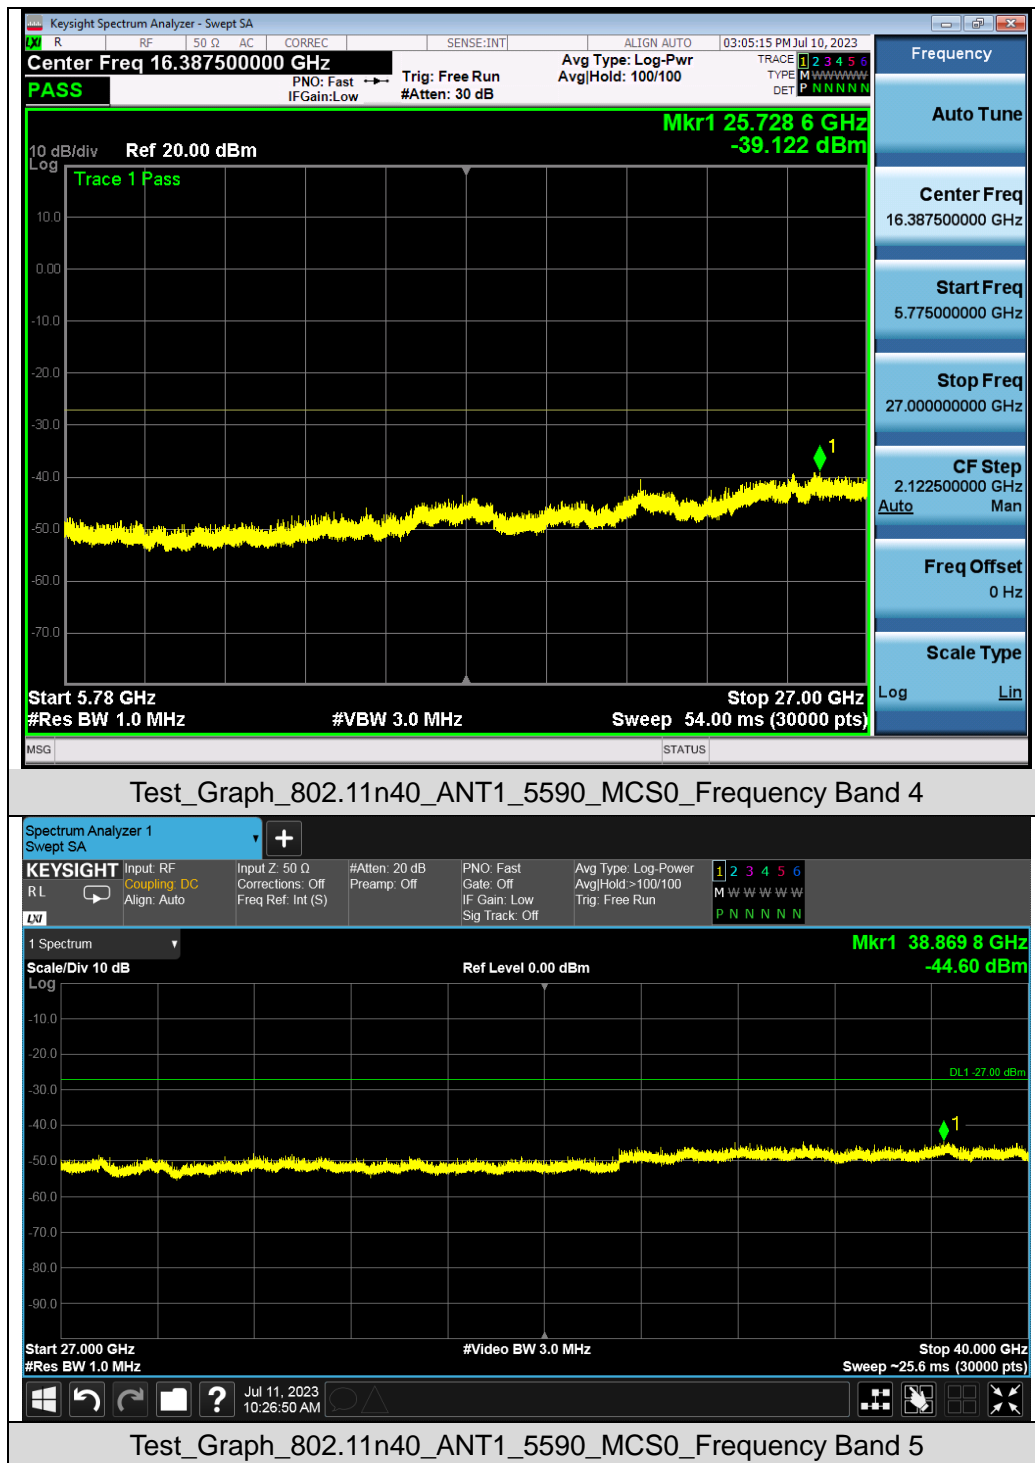 Keysight Spectrum Analyzer - Swept SA
LXI R RF 50 Ω AC CORREC SENSE:INT ALIGN AUTO 03:05:15 PM Jul 10, 2023
Center Freq 16.387500000 GHz
PASS
PNO: Fast
IFGain:Low
Trig: Free Run
#Atten: 30 dB
Avg Type: Log-Pwr
Avg|Hold: 100/100
TRACE 1 2 3 4 5 6
TYPE M W W W W W
DET P N N N N N
Mkr1 25.728 6 GHz
-39.122 dBm
10 dB/div Ref 20.00 dBm
Log
Trace 1 Pass
10.0
0.00
-10.0
-20.0
-30.0
-40.0
-50.0
-60.0
-70.0
1
Start 5.78 GHz Stop 27.00 GHz
#Res BW 1.0 MHz #VBW 3.0 MHz Sweep 54.00 ms (30000 pts)
MSG STATUS
Frequency
Auto Tune
Center Freq
16.387500000 GHz
Start Freq
5.775000000 GHz
Stop Freq
27.000000000 GHz
CF Step
2.122500000 GHz
Auto Man
Freq Offset
0 Hz
Scale Type
Log Lin
Test_Graph_802.11n40_ANT1_5590_MCS0_Frequency Band 4
Spectrum Analyzer 1
Swept SA
+
KEYSIGHT
RL
LXI
Input: RF
Coupling: DC
Align: Auto
Input Z: 50 Ω
Corrections: Off
Freq Ref: Int (S)
#Atten: 20 dB
Preamp: Off
PNO: Fast
Gate: Off
IF Gain: Low
Sig Track: Off
Avg Type: Log-Power
Avg|Hold:>100/100
Trig: Free Run
1 2 3 4 5 6
M W W W W W
P N N N N N
1 Spectrum
Mkr1 38.869 8 GHz
-44.60 dBm
Scale/Div 10 dB Ref Level 0.00 dBm
Log
-10.0
-20.0
DL1 -27.00 dBm
-30.0
-40.0
1
-50.0
-60.0
-70.0
-80.0
-90.0
Start 27.000 GHz #Video BW 3.0 MHz Stop 40.000 GHz
#Res BW 1.0 MHz Sweep ~25.6 ms (30000 pts)
?
Jul 11, 2023
10:26:50 AM
Test_Graph_802.11n40_ANT1_5590_MCS0_Frequency Band 5